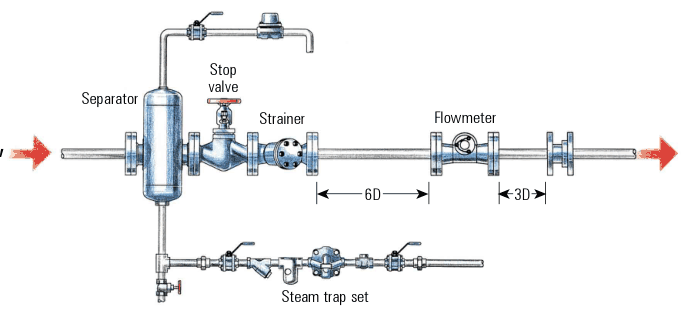 Stop
valve
Separator
Strainer
Flowmeter
6D
3D
Steam trap set